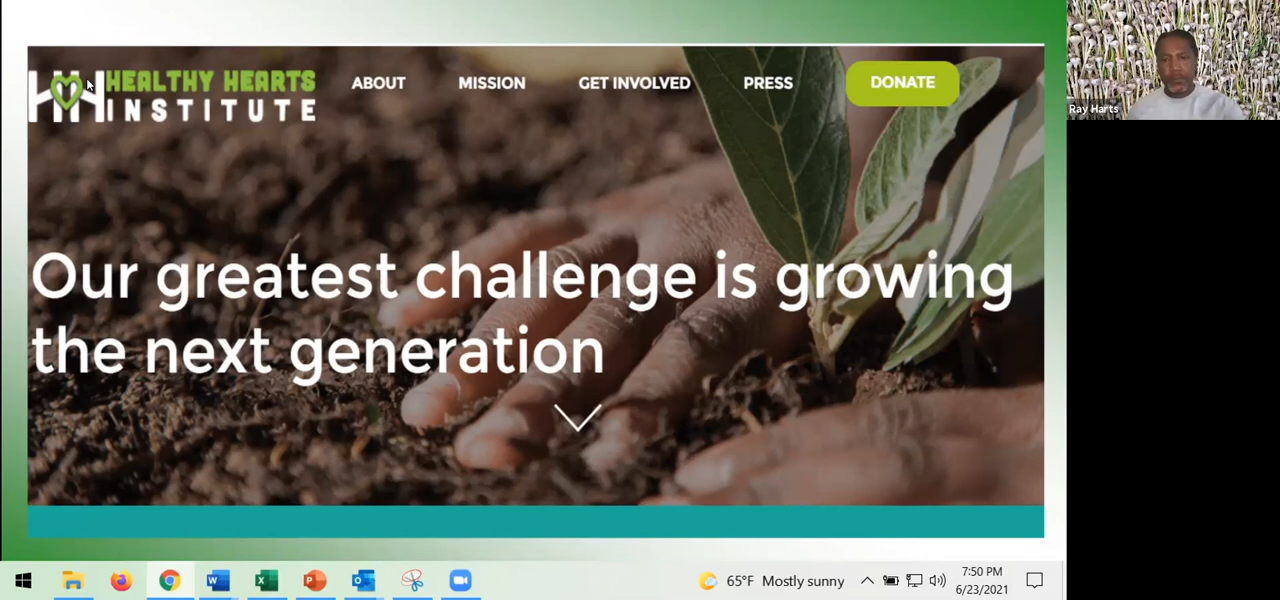 HEALTHY HEARTS
INSTITUTE
ABOUT
MISSION
GET INVOLVED
PRESS
DONATE
Ray Harts
Our greatest challenge is growing
the next generation
65°F Mostly sunny
7:50 PM
6/23/2021